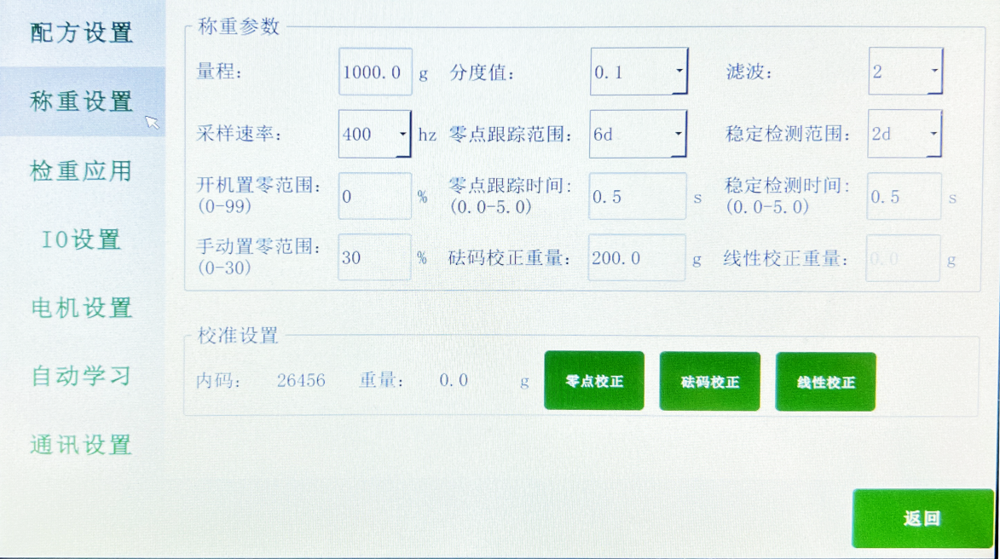 配方设置
称重设置
检重应用
IO设置
电机设置
自动学习
通讯设置
称重参数
量程: 1000.0 g 分度值: 0.1 滤波: 2
采样速率: 400 hz 零点跟踪范围: 6d 稳定检测范围: 2d
开机置零范围: (0-99) 0 % 零点跟踪时间: (0.0-5.0) 0.5 s 稳定检测时间: (0.0-5.0) 0.5 s
手动置零范围: (0-30) 30 % 砝码校正重量: 200.0 g 线性校正重量: 0.0 g
校准设置
内码: 26456 重量: 0.0 g 零点校正 砝码校正 线性校正
返回